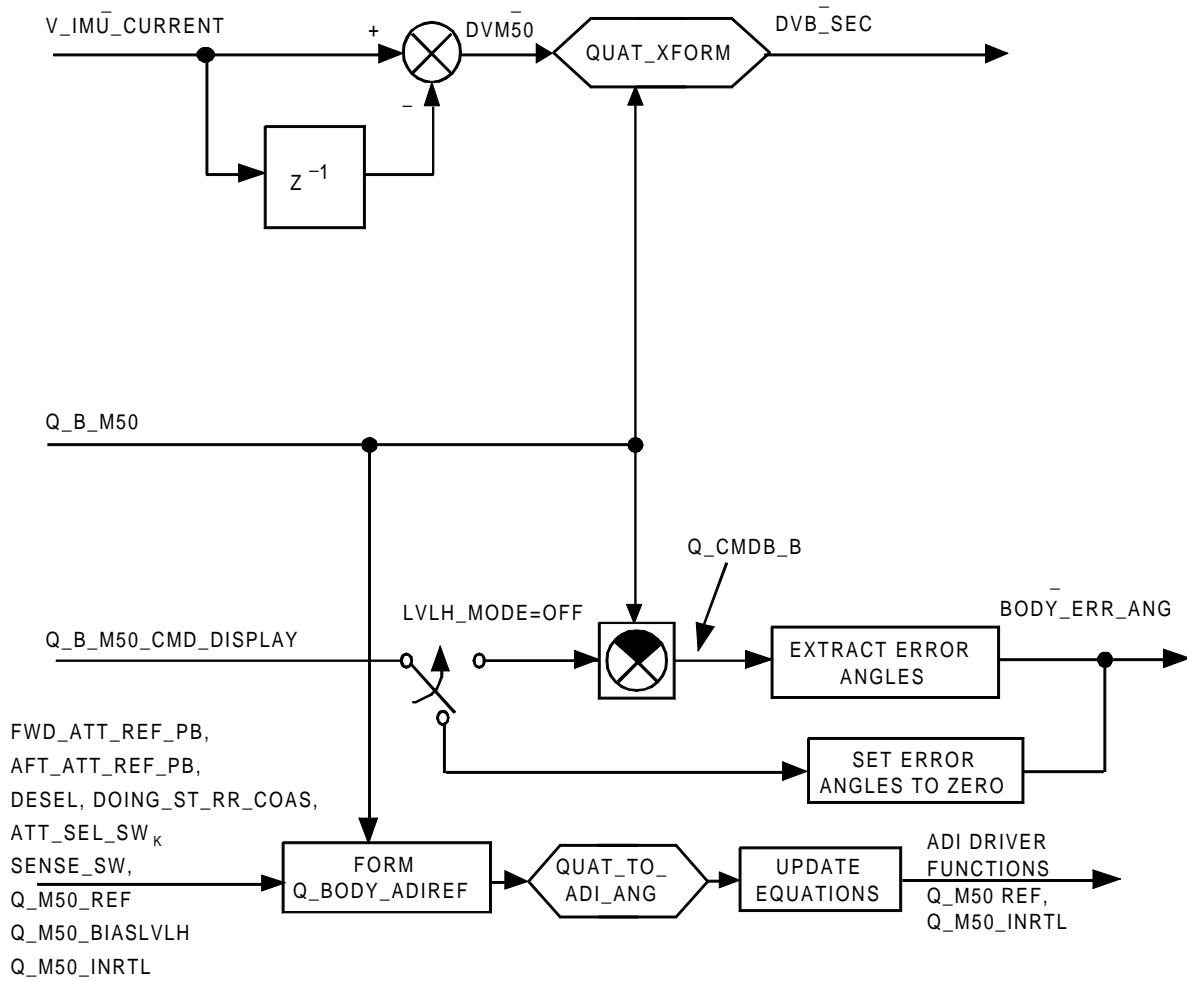 V_IMU_CURRENT
+
DVM50
QUAT_XFORM
DVB_SEC
–
Z –1
Q_B_M50
Q_CMDB_B
LVLH_MODE=OFF
BODY_ERR_ANG
Q_B_M50_CMD_DISPLAY
EXTRACT ERROR
ANGLES
SET ERROR
ANGLES TO ZERO
FWD_ATT_REF_PB,
AFT_ATT_REF_PB,
DESEL, DOING_ST_RR_COAS,
ATT_SEL_SW K
SENSE_SW,
Q_M50_REF
Q_M50_BIASLVLH
Q_M50_INRTL
FORM
Q_BODY_ADIREF
QUAT_TO_
ADI_ANG
UPDATE
EQUATIONS
ADI DRIVER
FUNCTIONS
Q_M50 REF,
Q_M50_INRTL